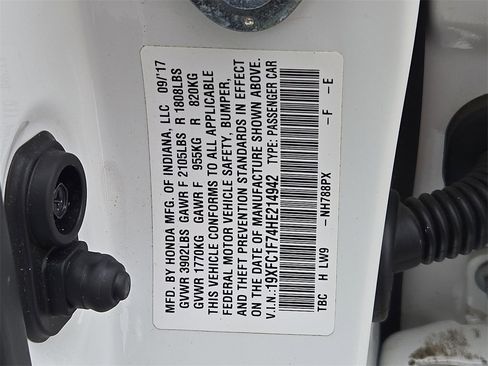 MFD. BY HONDA MFG. OF INDIANA, LLC 09/'17
GVWR 3902LBS GAWR F 2105LBS R 1808LBS
GVWR 1770KG GAWR F 955KG R 820KG
THIS VEHICLE CONFORMS TO ALL APPLICABLE
FEDERAL MOTOR VEHICLE SAFETY, BUMPER,
AND THEFT PREVENTION STANDARDS IN EFFECT
ON THE DATE OF MANUFACTURE SHOWN ABOVE.
V.I.N.:19XFC1F74HE214942 TYPE: PASSENGER CAR
TBC H LW9 -NH788PX -F -E